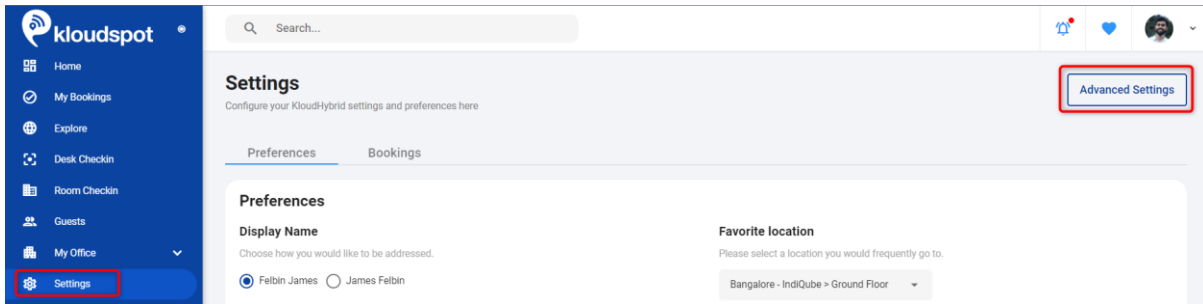 kloudspot
Search...
Home
My Bookings
Explore
Desk Checkin
Room Checkin
Guests
My Office
Settings
Settings
Configure your KloudHybrid settings and preferences here
Advanced Settings
Preferences Bookings
Preferences
Display Name
Choose how you would like to be addressed.
Felbin James James Felbin
Favorite location
Please select a location you would frequently go to.
Bangalore - IndiQube > Ground Floor